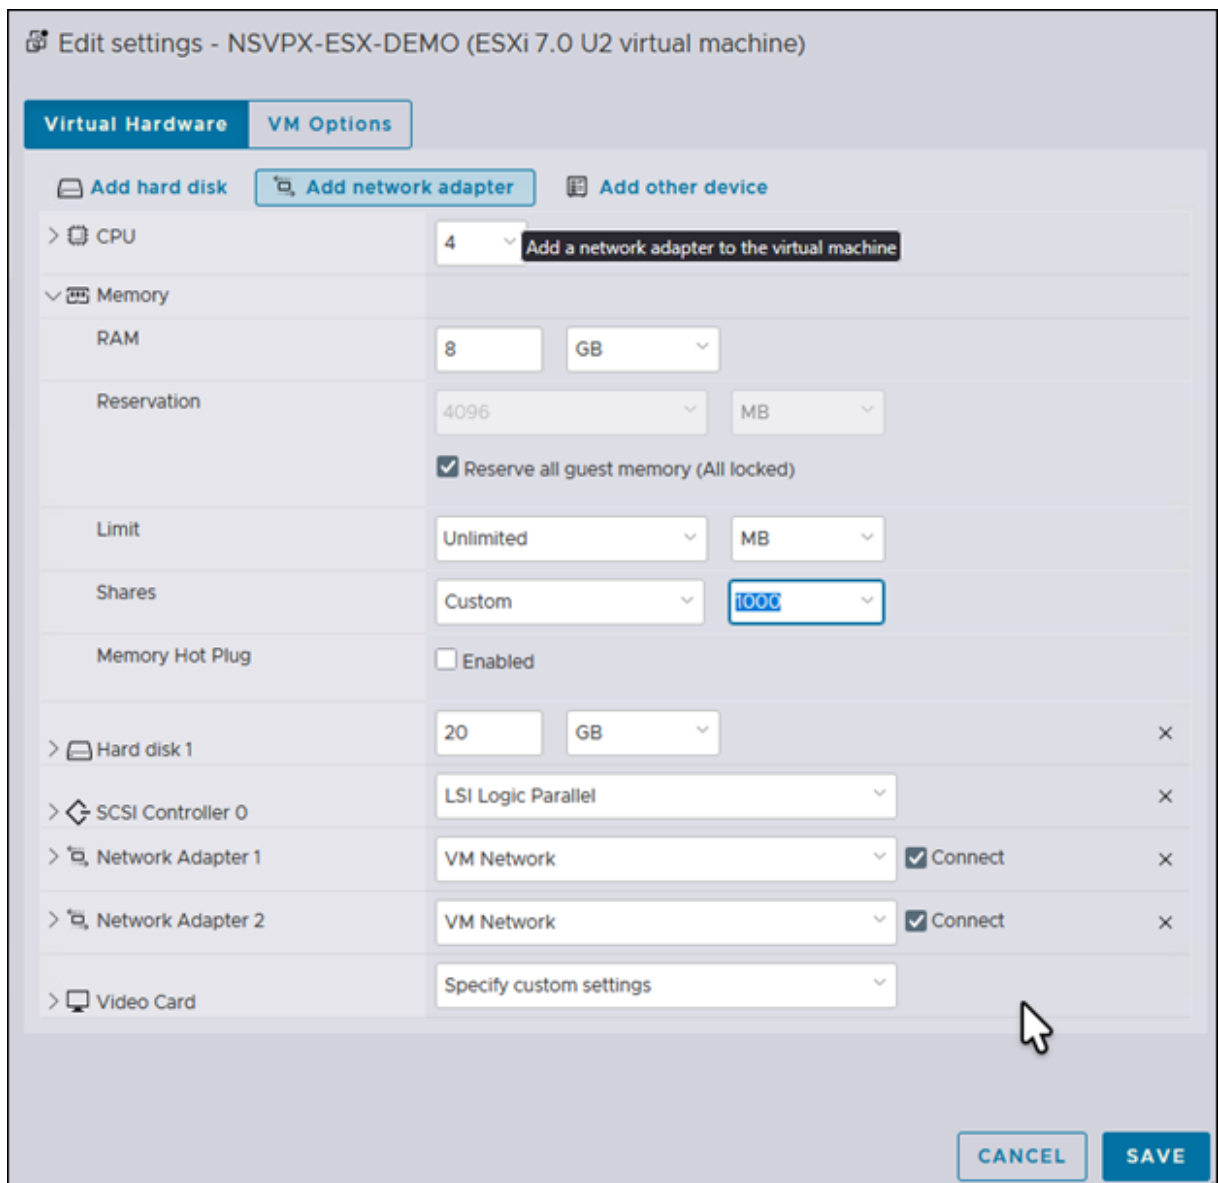 Edit settings - NSVPX-ESX-DEMO (ESXi 7.0 U2 virtual machine)
Virtual Hardware VM Options
Add hard disk Add network adapter Add other device
CPU 4 Add a network adapter to the virtual machine
Memory
RAM 8 GB
Reservation 4096 MB
Reserve all guest memory (All locked)
Limit Unlimited MB
Shares Custom 1000
Memory Hot Plug Enabled
Hard disk 1 20 GB
SCSI Controller 0 LSI Logic Parallel
Network Adapter 1 VM Network Connect
Network Adapter 2 VM Network Connect
Video Card Specify custom settings
CANCEL SAVE